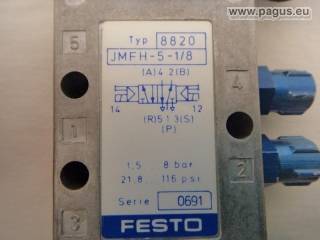 www.pagus.eu
Typ 8820
JMFH-5-1/8
(A)4 2(B)
14 12
(R)5 1 3(S)
(P)
1,5 8 bar
21,8 116 psi
Serie 0691
FESTO
5
1
3
4
2